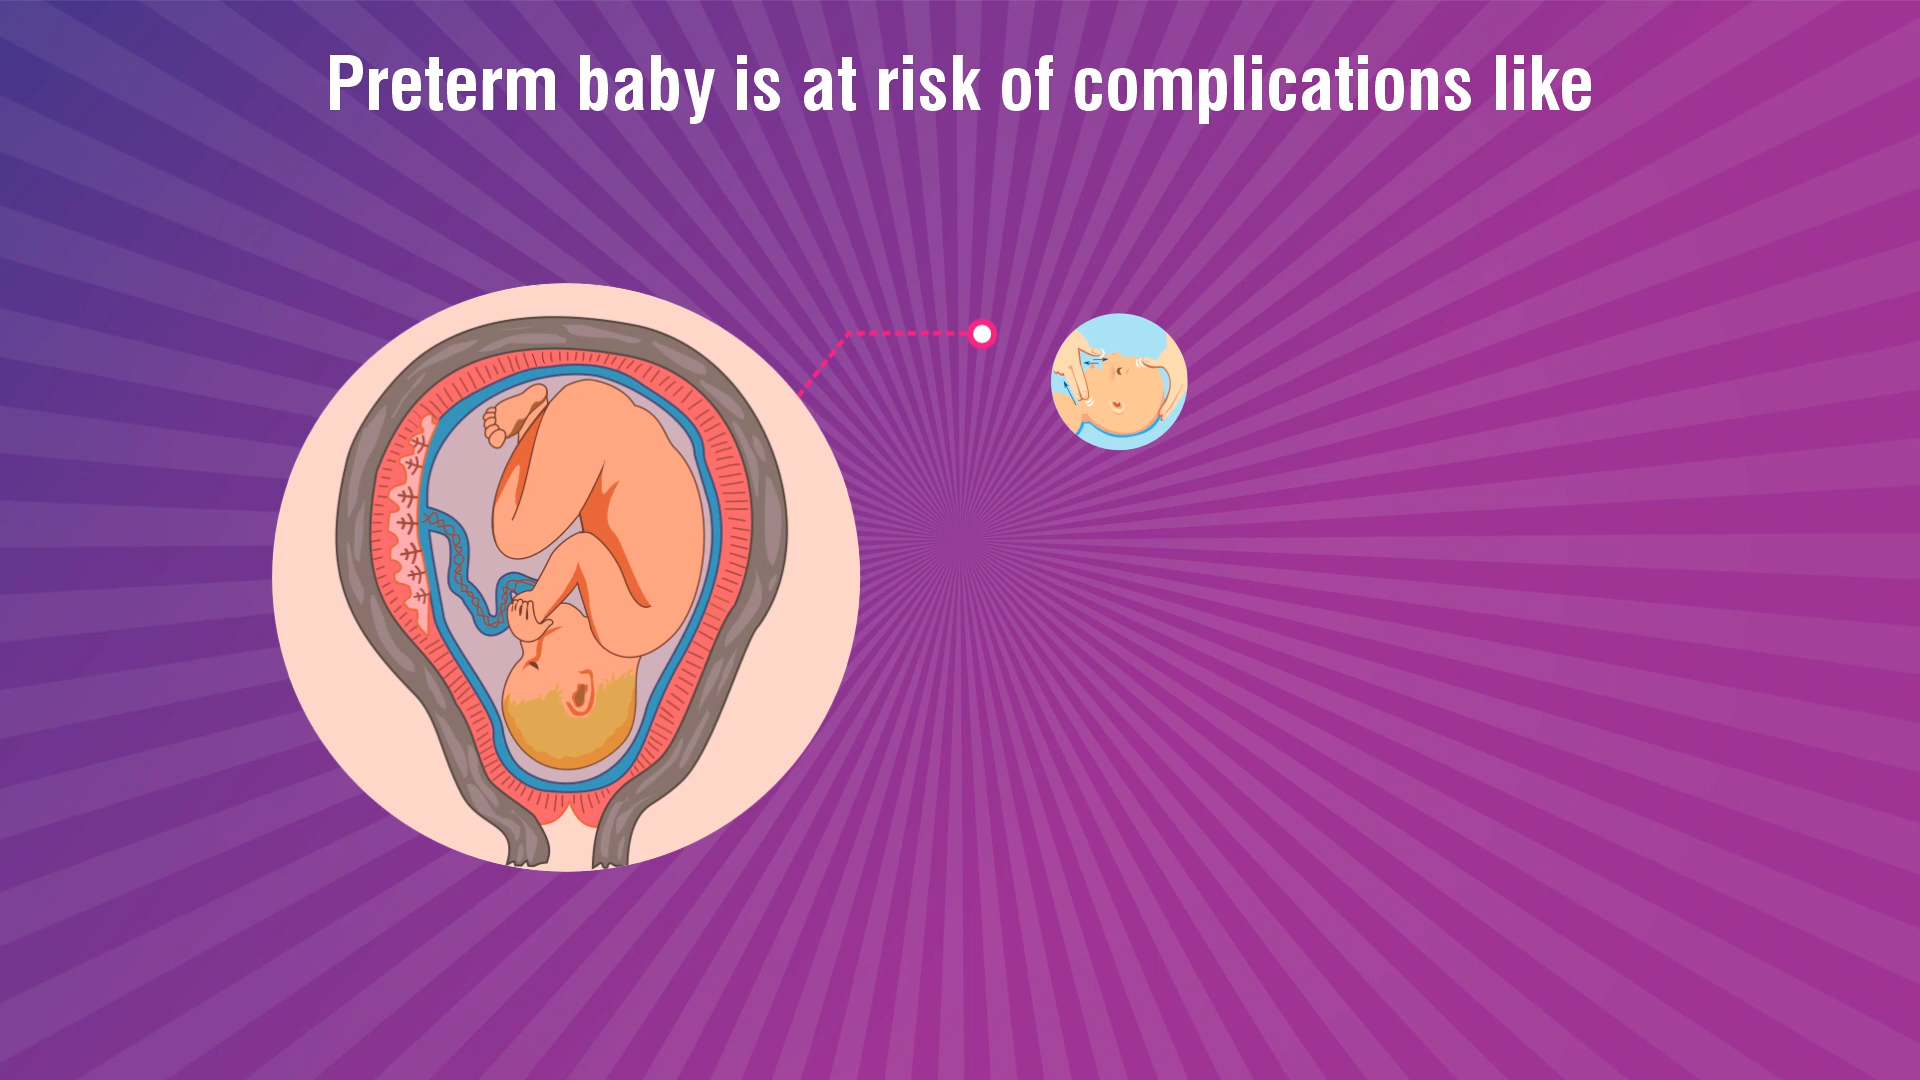 Preterm baby is at risk of complications like